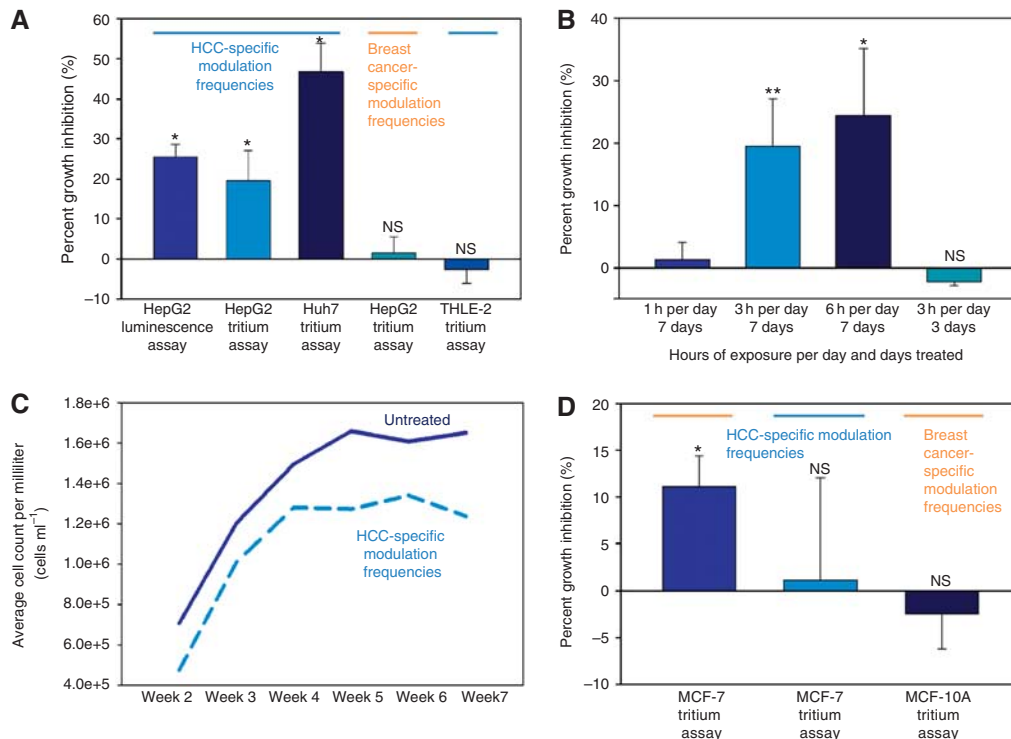 A
Percent growth inhibition (%)
60
50
40
30
20
10
0
–10
HCC-specific
modulation
frequencies
Breast
cancer-
specific
modulation
frequencies
*
*
*
NS
NS
HepG2
luminescence
assay
HepG2
tritium
assay
Huh7
tritium
assay
HepG2
tritium
assay
THLE-2
tritium
assay
B
Percent growth inhibition (%)
40
30
20
10
0
**
*
NS
1 h per day
7 days
3 h per day
7 days
6 h per day
7 days
3 h per day
3 days
Hours of exposure per day and days treated
C
Average cell count per milliliter
(cells ml⁻¹)
1.8e+6
1.6e+6
1.4e+6
1.2e+6
1.0e+6
8.0e+5
6.0e+5
4.0e+5
Untreated
HCC-specific
modulation
frequencies
Week 2 Week 3 Week 4 Week 5 Week 6 Week7
D
Percent growth inhibition (%)
20
15
10
5
0
–5
–10
HCC-specific modulation
frequencies
Breast
cancer-
specific
modulation
frequencies
*
NS
NS
MCF-7
tritium
assay
MCF-7
tritium
assay
MCF-10A
tritium
assay